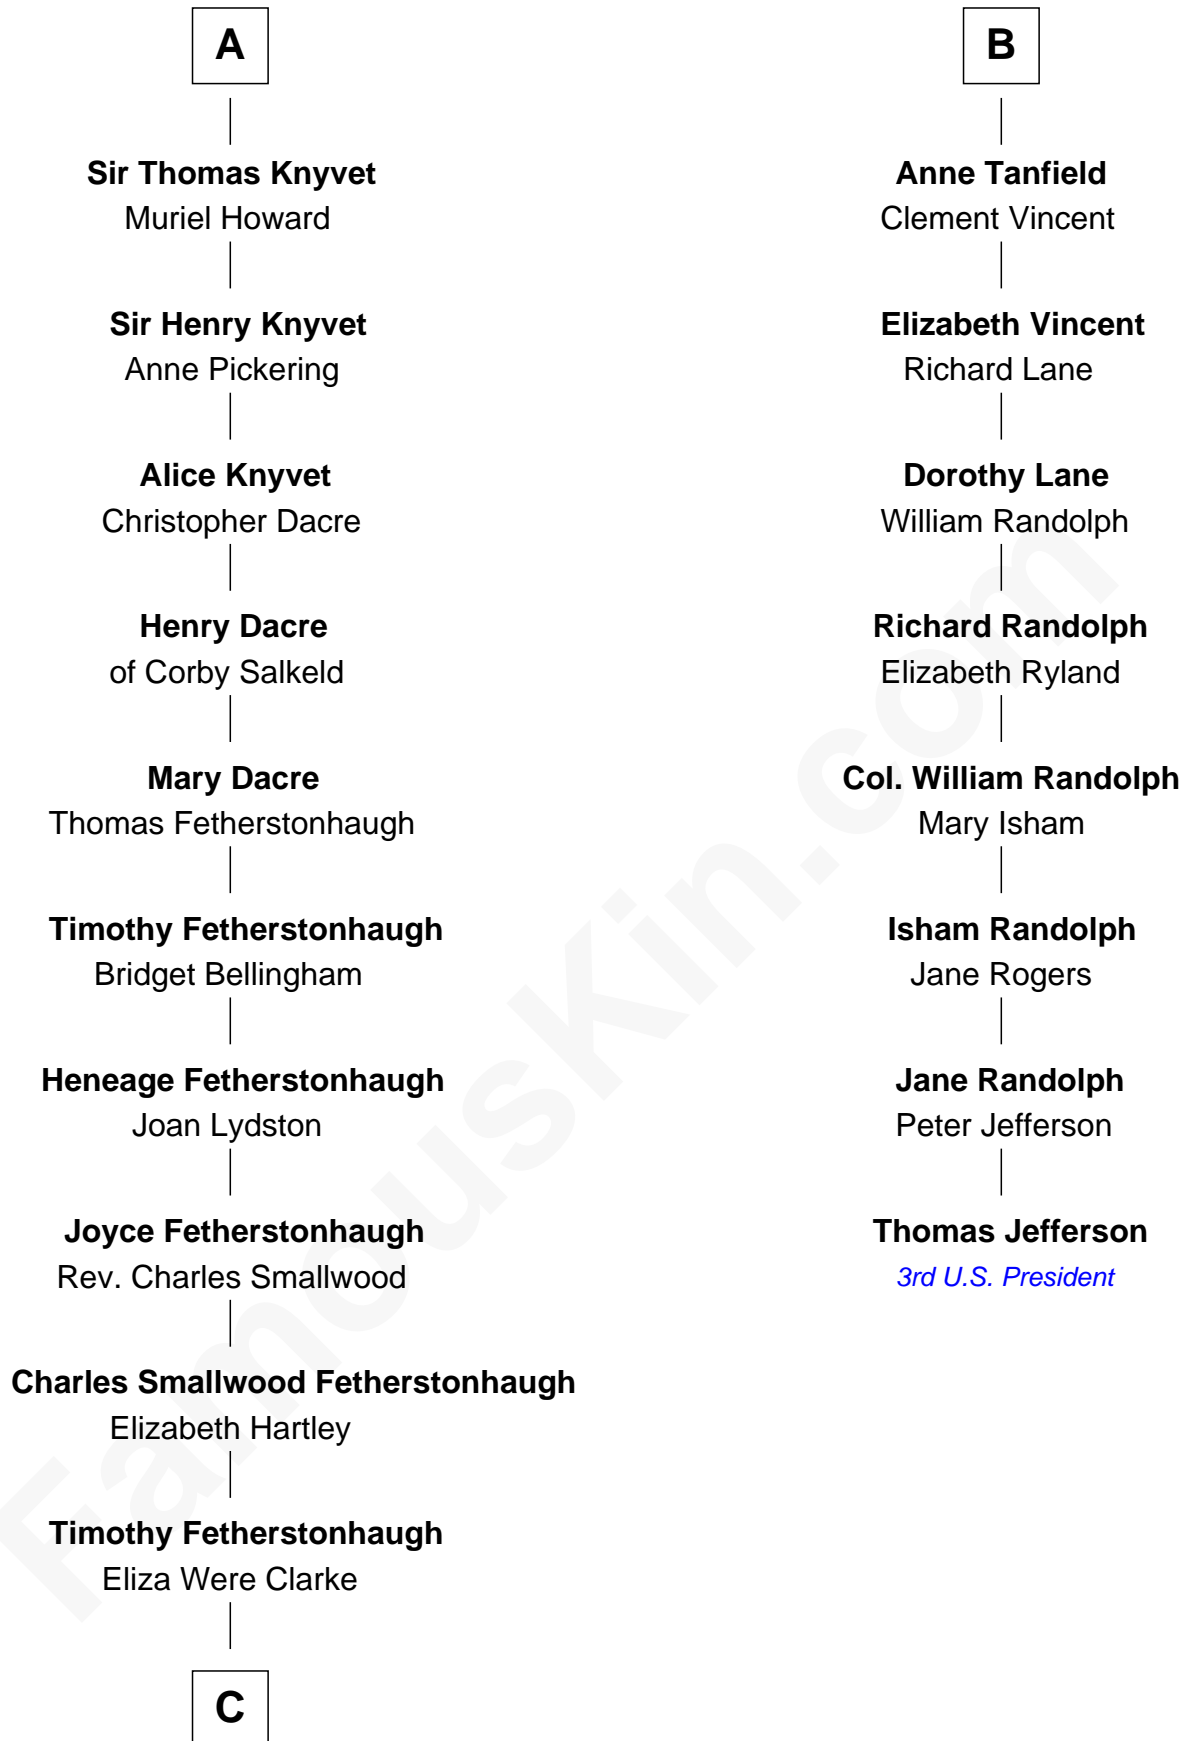 A
Sir Thomas Knyvet
Muriel Howard
Sir Henry Knyvet
Anne Pickering
Alice Knyvet
Christopher Dacre
Henry Dacre
of Corby Salkeld
Mary Dacre
Thomas Fetherstonhaugh
Timothy Fetherstonhaugh
Bridget Bellingham
Heneage Fetherstonhaugh
Joan Lydston
Joyce Fetherstonhaugh
Rev. Charles Smallwood
Charles Smallwood Fetherstonhaugh
Elizabeth Hartley
Timothy Fetherstonhaugh
Eliza Were Clarke
C
B
Anne Tanfield
Clement Vincent
Elizabeth Vincent
Richard Lane
Dorothy Lane
William Randolph
Richard Randolph
Elizabeth Ryland
Col. William Randolph
Mary Isham
Isham Randolph
Jane Rogers
Jane Randolph
Peter Jefferson
Thomas Jefferson
3rd U.S. President
FamousKin.com